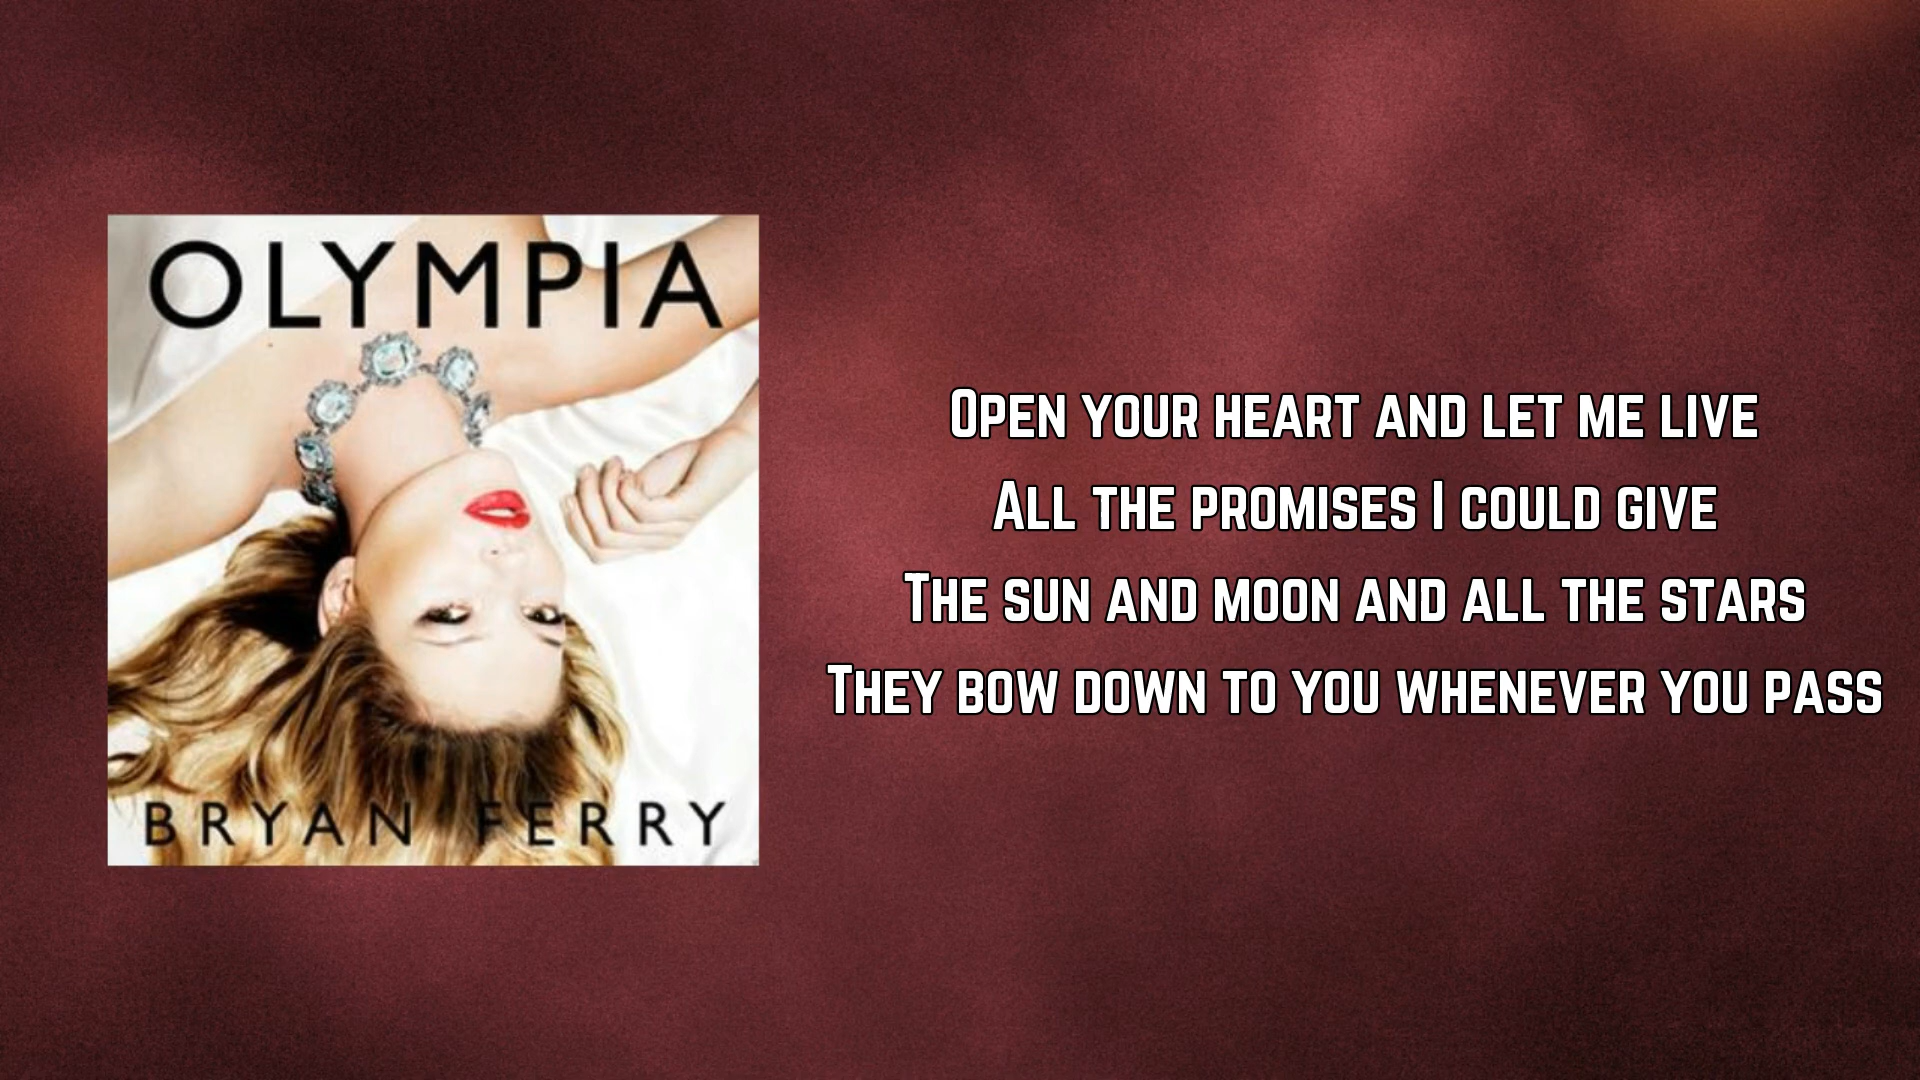 OLYMPIA
BRYAN FERRY
Open your heart and let me live
All the promises I could give
The sun and moon and all the stars
They bow down to you whenever you pass